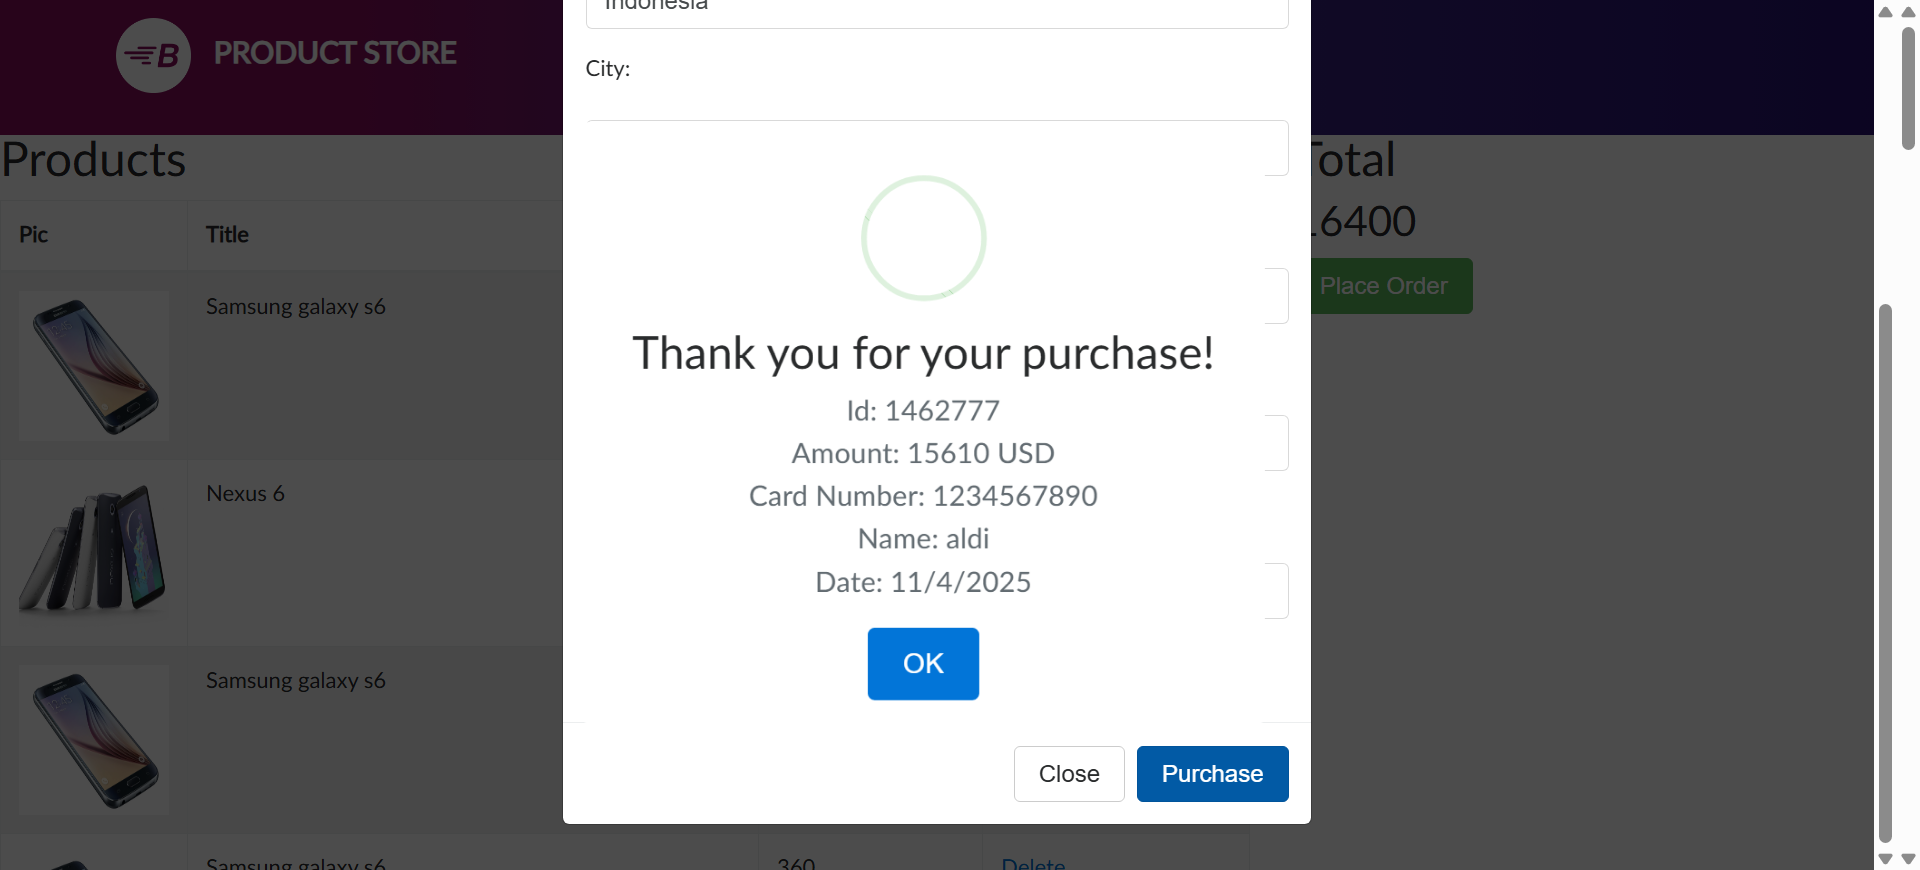 Indonesia
B PRODUCT STORE
City:
Products
Total
Pic
Title
6400
Samsung galaxy s6
Place Order
Thank you for your purchase!
Id: 1462777
Amount: 15610 USD
Card Number: 1234567890
Name: aldi
Date: 11/4/2025
OK
Nexus 6
Samsung galaxy s6
Close
Purchase
Samsung galaxy s6
360
Delete